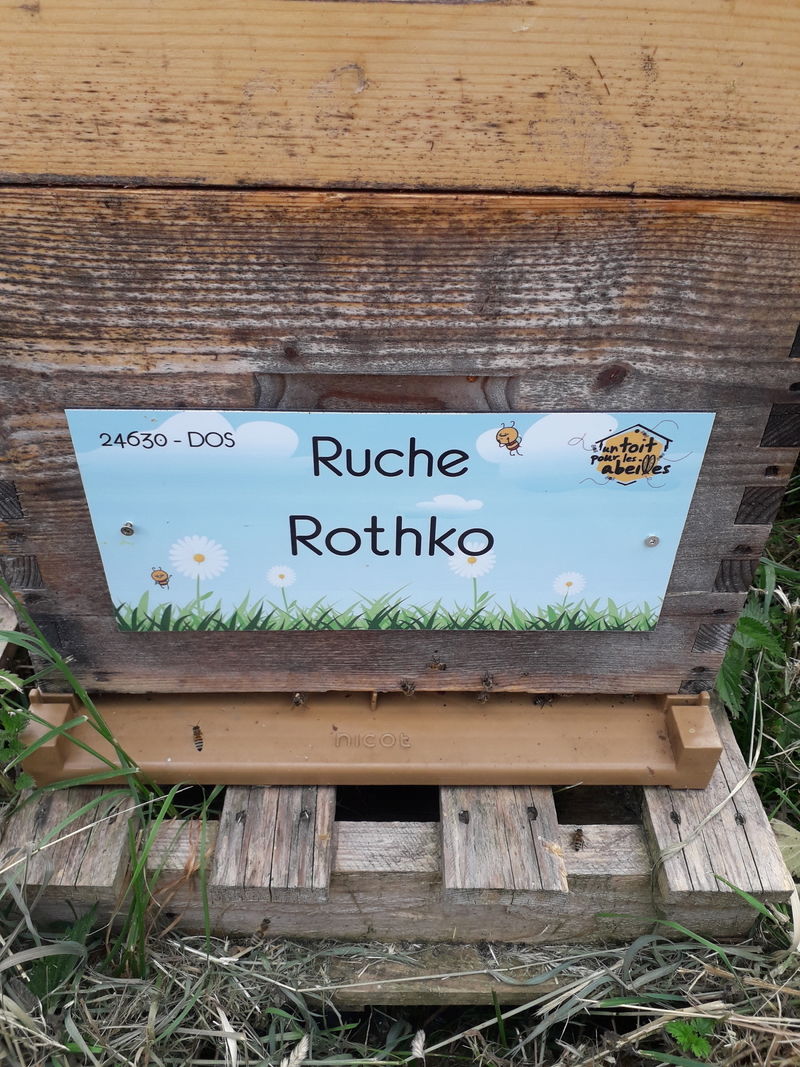 24630 - DOS
Ruche
Rothko
un toit
pour les
abeilles
nicot